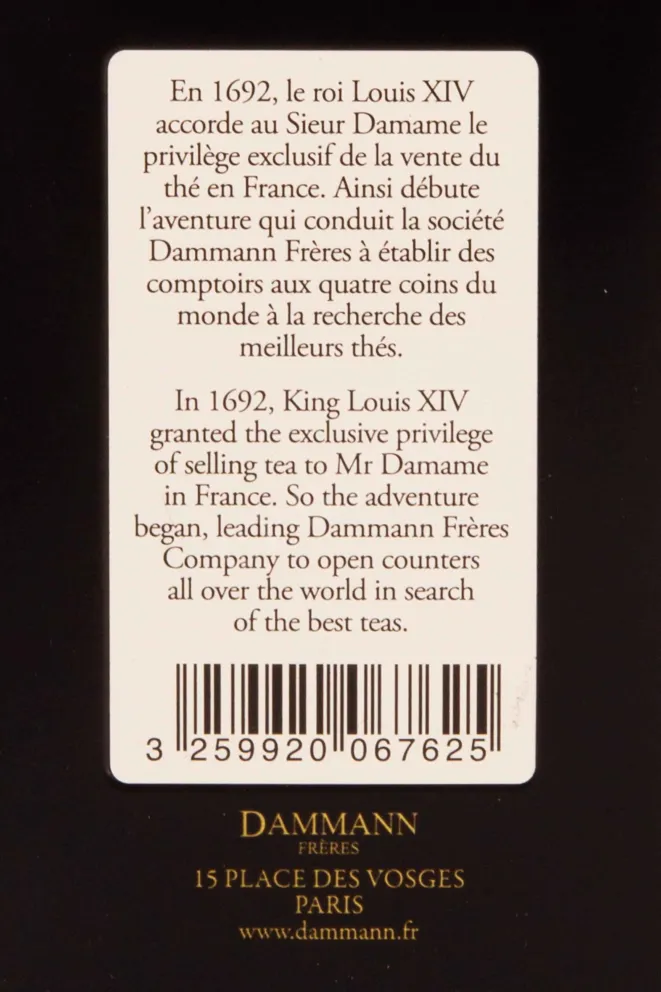 En 1692, le roi Louis XIV
accorde au Sieur Damame le
privilège exclusif de la vente du
thé en France. Ainsi débute
l'aventure qui conduit la société
Dammann Frères à établir des
comptoirs aux quatre coins du
monde à la recherche des
meilleurs thés.
In 1692, King Louis XIV
granted the exclusive privilege
of selling tea to Mr Damame
in France. So the adventure
began, leading Dammann Frères
Company to open counters
all over the world in search
of the best teas.
3 259920 067625
DAMMANN
FRÈRES
15 PLACE DES VOSGES
PARIS
www.dammann.fr